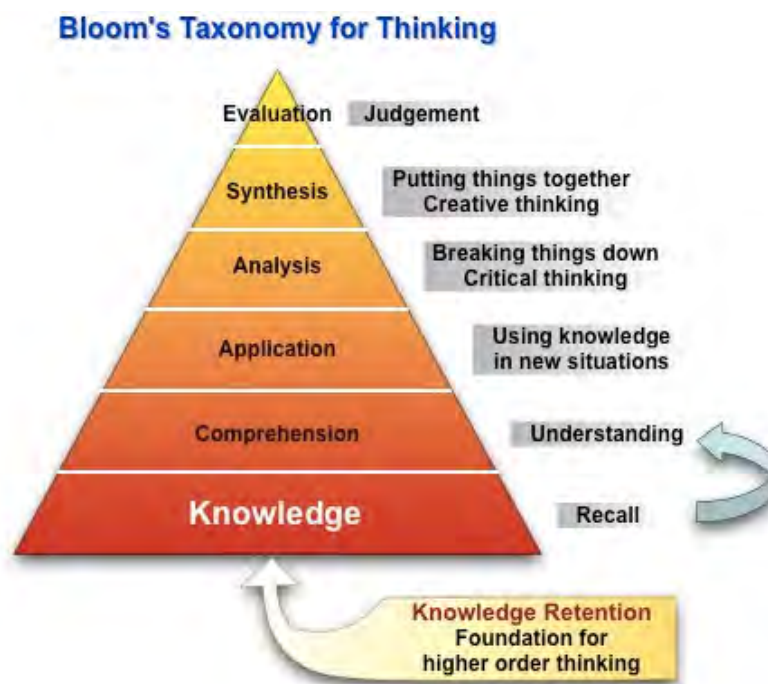 Bloom's Taxonomy for Thinking
Evaluation
Judgement
Synthesis
Putting things together
Creative thinking
Analysis
Breaking things down
Critical thinking
Application
Using knowledge
in new situations
Comprehension
Understanding
Knowledge
Recall
Knowledge Retention
Foundation for
higher order thinking